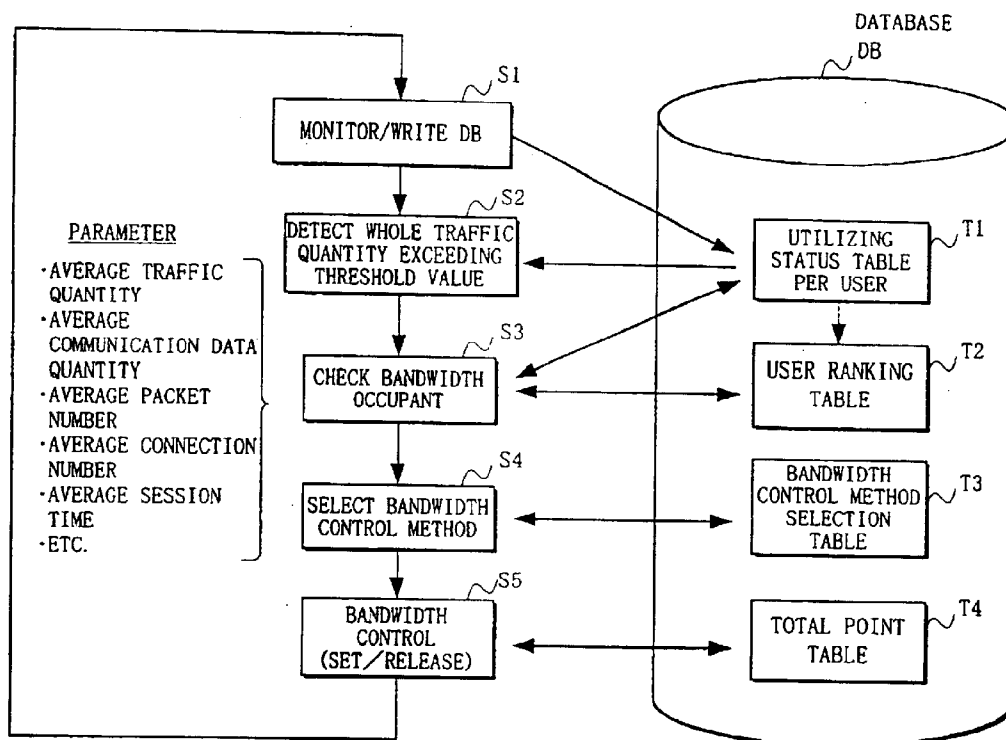 DATABASE
DB
S1
MONITOR/WRITE DB
S2
DETECT WHOLE TRAFFIC
QUANTITY EXCEEDING
THRESHOLD VALUE
PARAMETER
・AVERAGE TRAFFIC
QUANTITY
・AVERAGE
COMMUNICATION DATA
QUANTITY
・AVERAGE PACKET
NUMBER
・AVERAGE CONNECTION
NUMBER
・AVERAGE SESSION
TIME
・ETC.
S3
CHECK BANDWIDTH
OCCUPANT
S4
SELECT BANDWIDTH
CONTROL METHOD
S5
BANDWIDTH
CONTROL
(SET/RELEASE)
T1
UTILIZING
STATUS TABLE
PER USER
T2
USER RANKING
TABLE
T3
BANDWIDTH
CONTROL METHOD
SELECTION
TABLE
T4
TOTAL POINT
TABLE